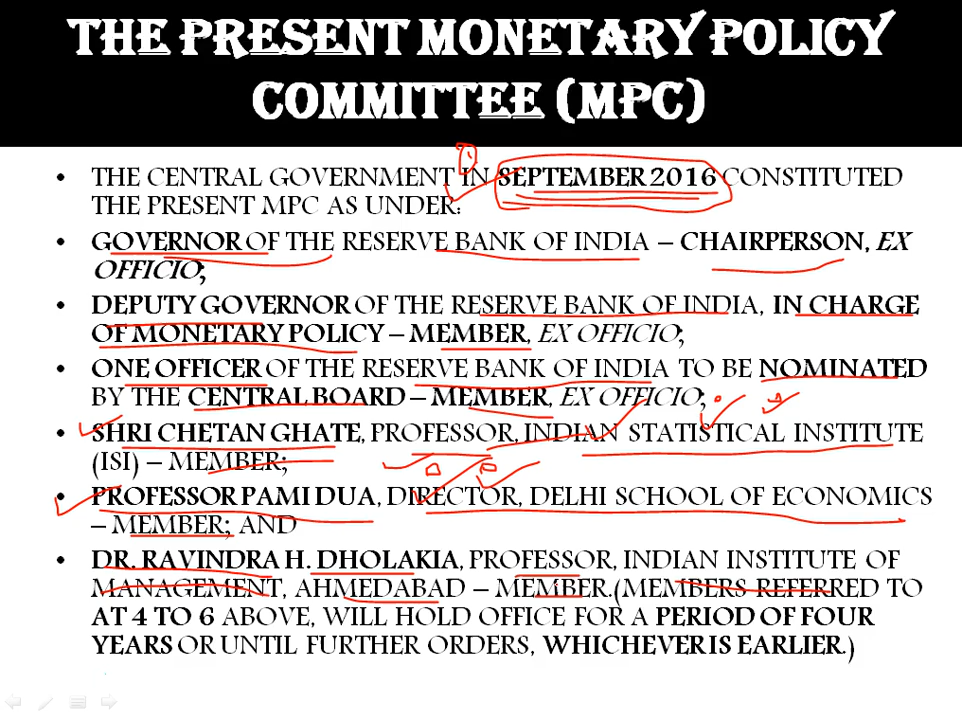 THE PRESENT MONETARY POLICY
COMMITTEE (MPC)
• THE CENTRAL GOVERNMENT IN SEPTEMBER 2016 CONSTITUTED
THE PRESENT MPC AS UNDER:
• GOVERNOR OF THE RESERVE BANK OF INDIA – CHAIRPERSON, EX
OFFICIO;
• DEPUTY GOVERNOR OF THE RESERVE BANK OF INDIA, IN CHARGE
OF MONETARY POLICY – MEMBER, EX OFFICIO;
• ONE OFFICER OF THE RESERVE BANK OF INDIA TO BE NOMINATED
BY THE CENTRAL BOARD – MEMBER, EX OFFICIO;
• SHRI CHETAN GHATE, PROFESSOR, INDIAN STATISTICAL INSTITUTE
(ISI) – MEMBER;
• PROFESSOR PAMI DUA, DIRECTOR, DELHI SCHOOL OF ECONOMICS
– MEMBER; AND
• DR. RAVINDRA H. DHOLAKIA, PROFESSOR, INDIAN INSTITUTE OF
MANAGEMENT, AHMEDABAD – MEMBER.(MEMBERS REFERRED TO
AT 4 TO 6 ABOVE, WILL HOLD OFFICE FOR A PERIOD OF FOUR
YEARS OR UNTIL FURTHER ORDERS, WHICHEVER IS EARLIER.)